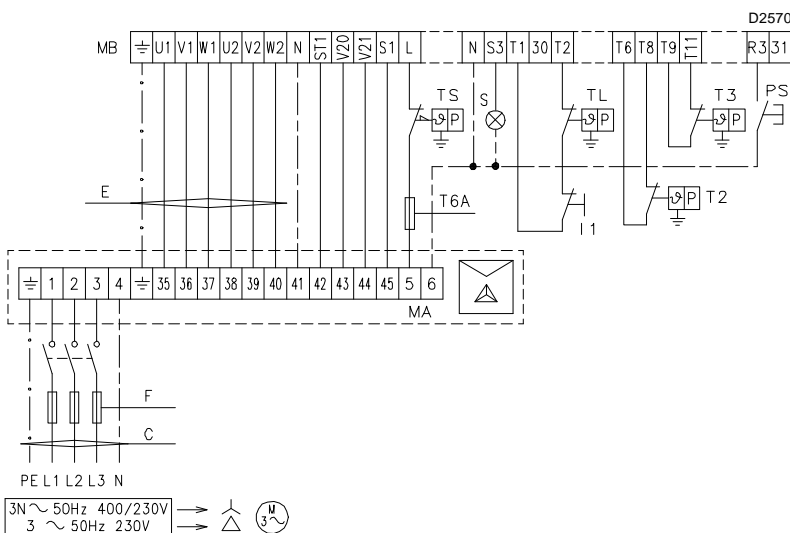 D2570
MB ⏚ U1 V1 W1 U2 V2 W2 N ST1 V20 V21 S1 L N S3 T1 30 T2 T6 T8 T9 T11 R3 31
TS S TL T3 PS
ϑ P ϑ P ϑ P
E T6A I1 ϑ P T2
⏚ 1 2 3 4 ⏚ 35 36 37 38 39 40 41 42 43 44 45 5 6
MA
F
C
PE L1 L2 L3 N
3N ~ 50Hz 400/230V
3 ~ 50Hz 230V
M
3~